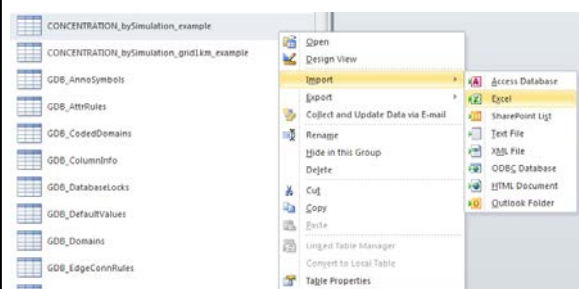 CONCENTRATION_bySimulation_example
CONCENTRATION_bySimulation_grid1km_example
GDB_AnnoSymbols
GDB_AttrRules
GDB_CodedDomains
GDB_ColumnInfo
GDB_DatabaseLocks
GDB_DefaultValues
GDB_Domains
GDB_EdgeConnRules
Open
Design View
Import
Export
Collect and Update Data via E-mail
Rename
Hide in this Group
Delete
Cut
Copy
Paste
Linked Table Manager
Convert to Local Table
Table Properties
Access Database
Excel
SharePoint List
Text File
XML File
ODBC Database
HTML Document
Outlook Folder